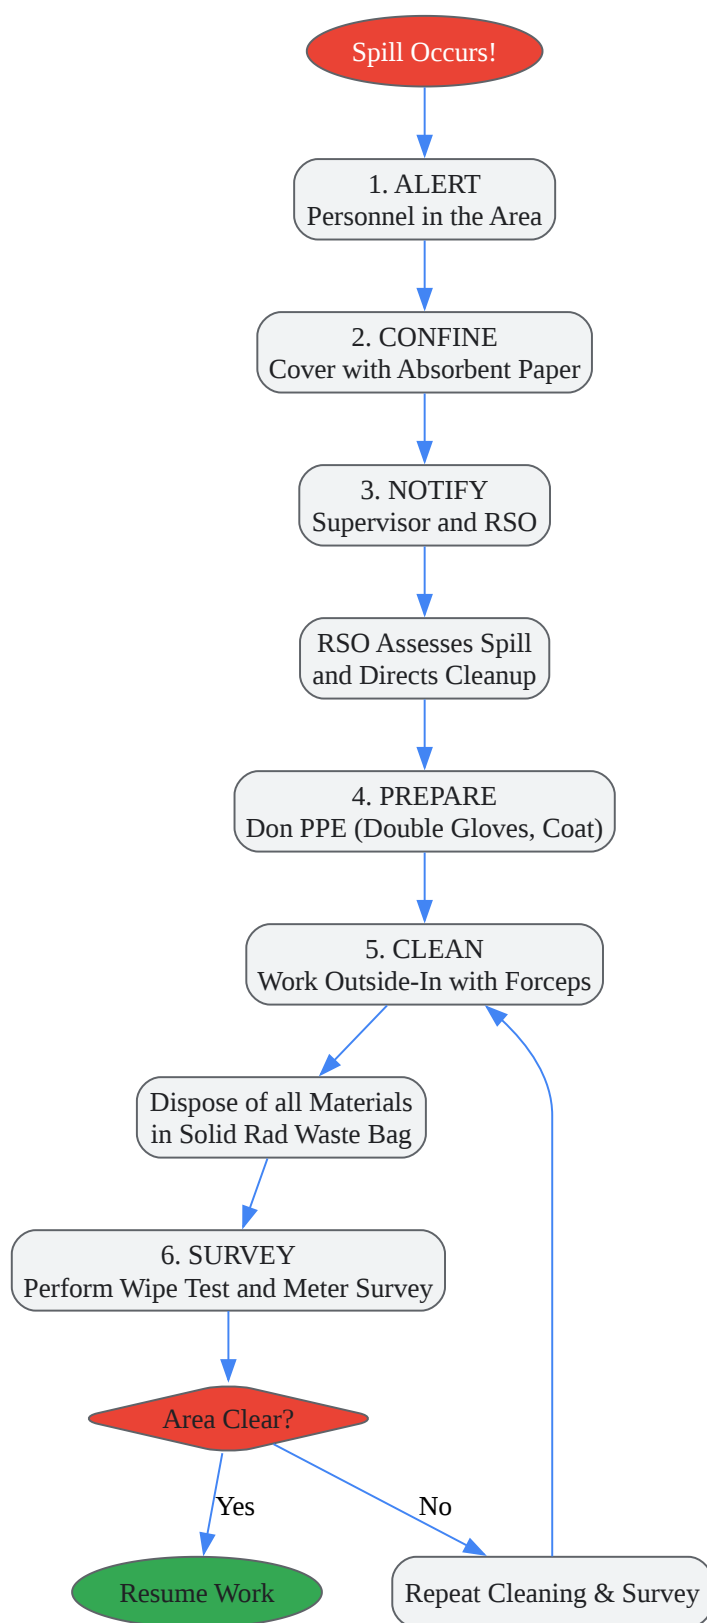 Spill Occurs!
1. ALERT
Personnel in the Area
2. CONFINE
Cover with Absorbent Paper
3. NOTIFY
Supervisor and RSO
RSO Assesses Spill
and Directs Cleanup
4. PREPARE
Don PPE (Double Gloves, Coat)
5. CLEAN
Work Outside-In with Forceps
Dispose of all Materials
in Solid Rad Waste Bag
6. SURVEY
Perform Wipe Test and Meter Survey
Area Clear?
Yes
No
Resume Work
Repeat Cleaning & Survey